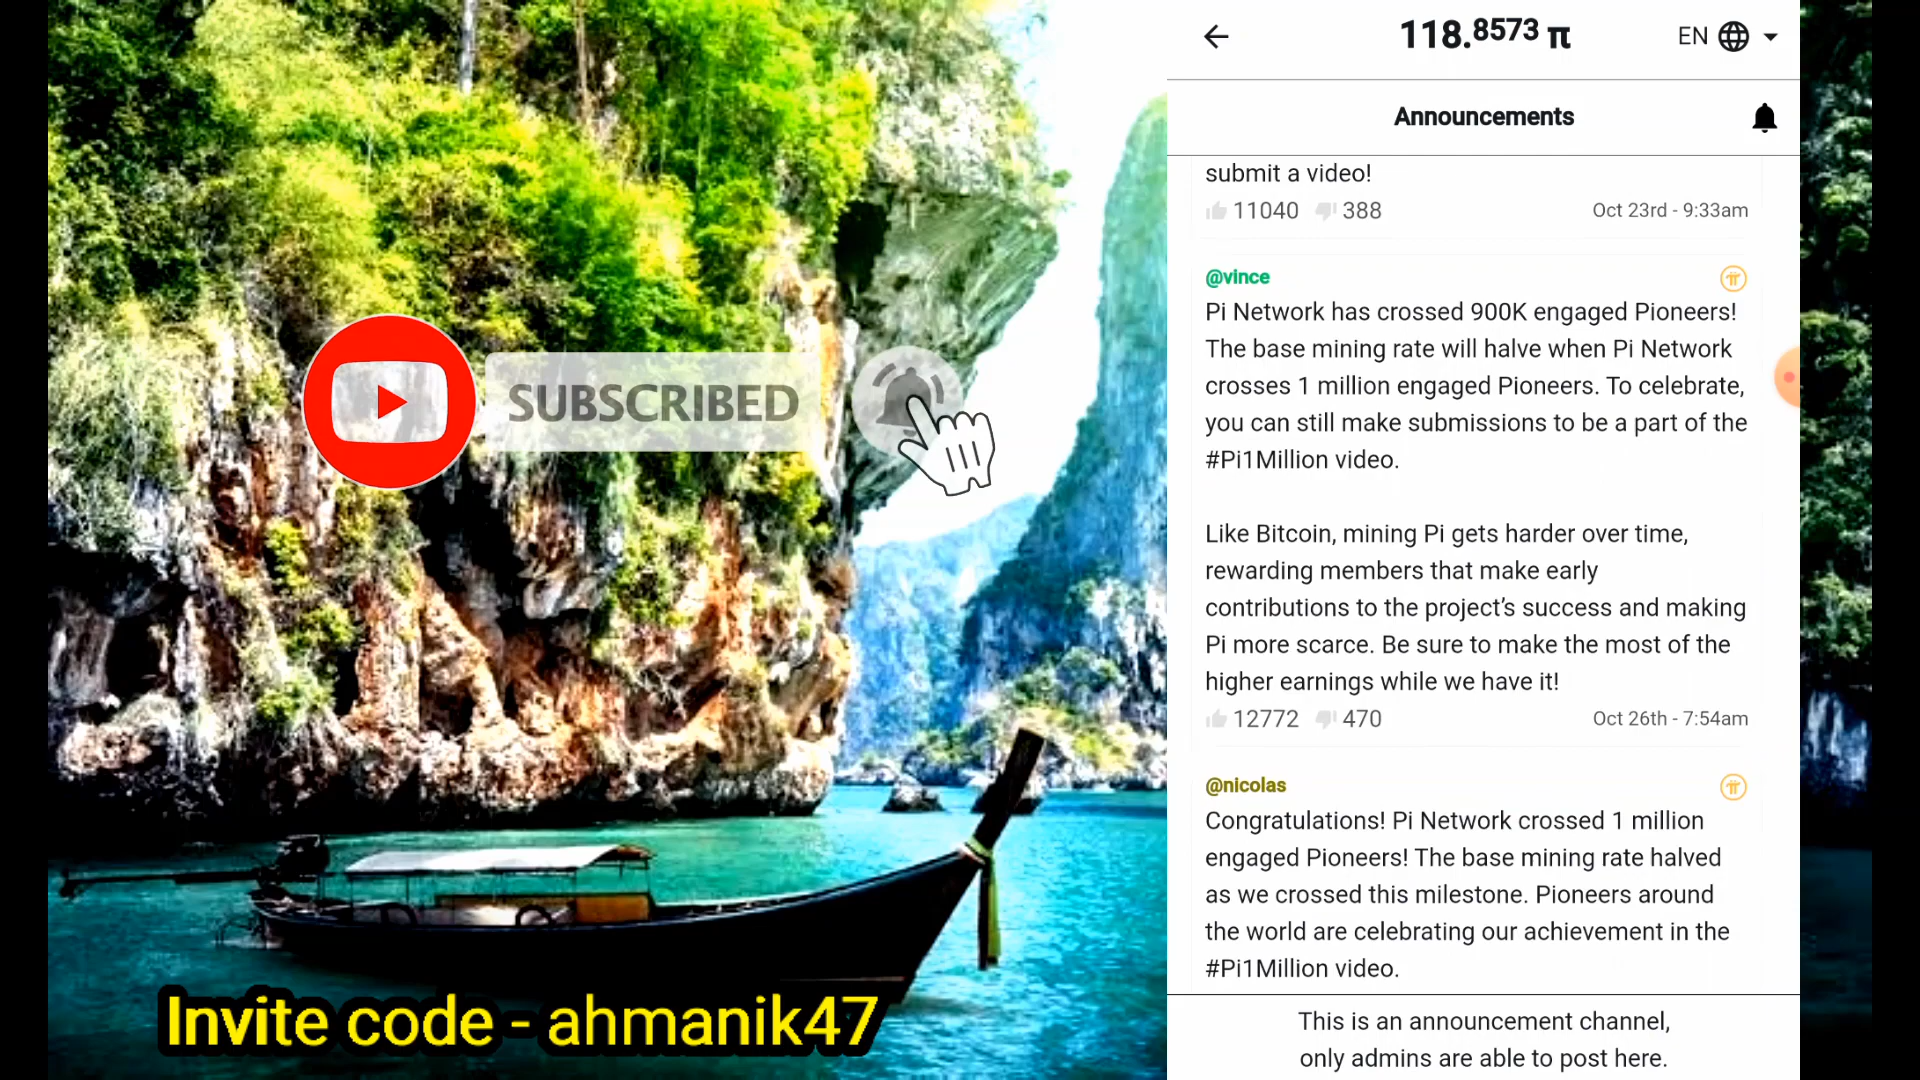 SUBSCRIBED
Invite code - ahmanik47
118.8573 π
EN
Announcements
submit a video!
11040 388 Oct 23rd - 9:33am
@vince
Pi Network has crossed 900K engaged Pioneers!
The base mining rate will halve when Pi Network
crosses 1 million engaged Pioneers. To celebrate,
you can still make submissions to be a part of the
#Pi1Million video.
Like Bitcoin, mining Pi gets harder over time,
rewarding members that make early
contributions to the project’s success and making
Pi more scarce. Be sure to make the most of the
higher earnings while we have it!
12772 470 Oct 26th - 7:54am
@nicolas
Congratulations! Pi Network crossed 1 million
engaged Pioneers! The base mining rate halved
as we crossed this milestone. Pioneers around
the world are celebrating our achievement in the
#Pi1Million video.
This is an announcement channel,
only admins are able to post here.